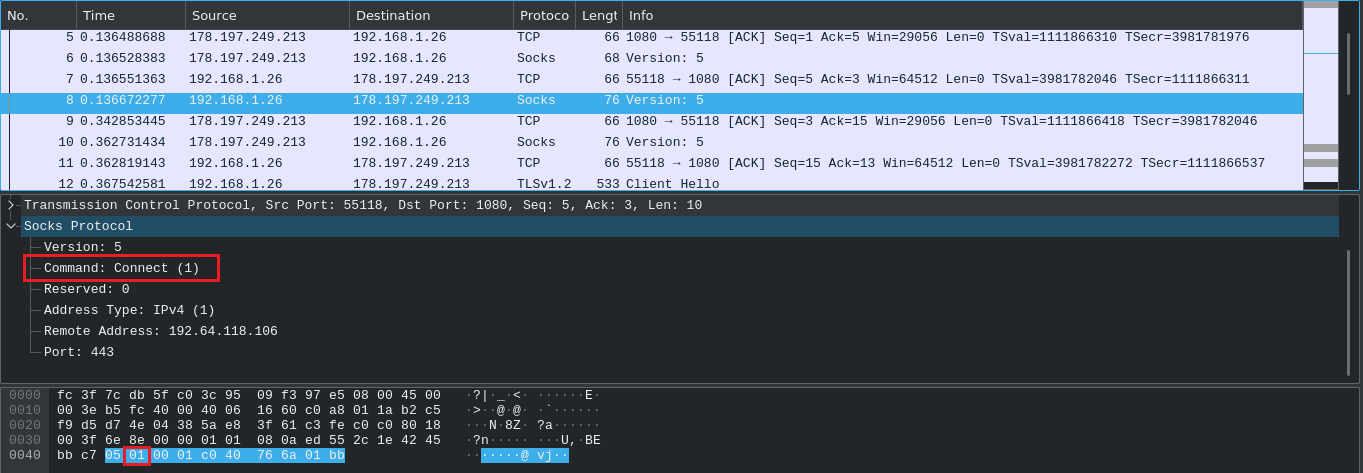 No. Time Source Destination Protoco Lengt Info
5 0.136488688 178.197.249.213 192.168.1.26 TCP 66 1080 → 55118 [ACK] Seq=1 Ack=5 Win=29056 Len=0 TSval=1111866310 TSecr=3981781976
6 0.136528383 178.197.249.213 192.168.1.26 Socks 68 Version: 5
7 0.136551363 192.168.1.26 178.197.249.213 TCP 66 55118 → 1080 [ACK] Seq=5 Ack=3 Win=64512 Len=0 TSval=3981782046 TSecr=1111866311
8 0.136672277 192.168.1.26 178.197.249.213 Socks 76 Version: 5
9 0.342853445 178.197.249.213 192.168.1.26 TCP 66 1080 → 55118 [ACK] Seq=3 Ack=15 Win=29056 Len=0 TSval=1111866418 TSecr=3981782046
10 0.362731434 178.197.249.213 192.168.1.26 Socks 76 Version: 5
11 0.362819143 192.168.1.26 178.197.249.213 TCP 66 55118 → 1080 [ACK] Seq=15 Ack=13 Win=64512 Len=0 TSval=3981782272 TSecr=1111866537
12 0.367542581 192.168.1.26 178.197.249.213 TLSv1.2 533 Client Hello
Transmission Control Protocol, Src Port: 55118, Dst Port: 1080, Seq: 5, Ack: 3, Len: 10
Socks Protocol
Version: 5
Command: Connect (1)
Reserved: 0
Address Type: IPv4 (1)
Remote Address: 192.64.118.106
Port: 443
0000 fc 3f 7c db 5f c0 3c 95 09 f3 97 e5 08 00 45 00 ·?|·_·<· ······E·
0010 00 3e b5 fc 40 00 40 06 16 60 c0 a8 01 1a b2 c5 ·>··@·@· ·`······
0020 f9 d5 d7 4e 04 38 5a e8 3f 61 c3 fe c0 c0 80 18 ···N·8Z· ?a······
0030 00 3f 6e 8e 00 00 01 01 08 0a ed 55 2c 1e 42 45 ·?n····· ···U,·BE
0040 bb c7 05 01 00 01 c0 40 76 6a 01 bb ·······@ vj··